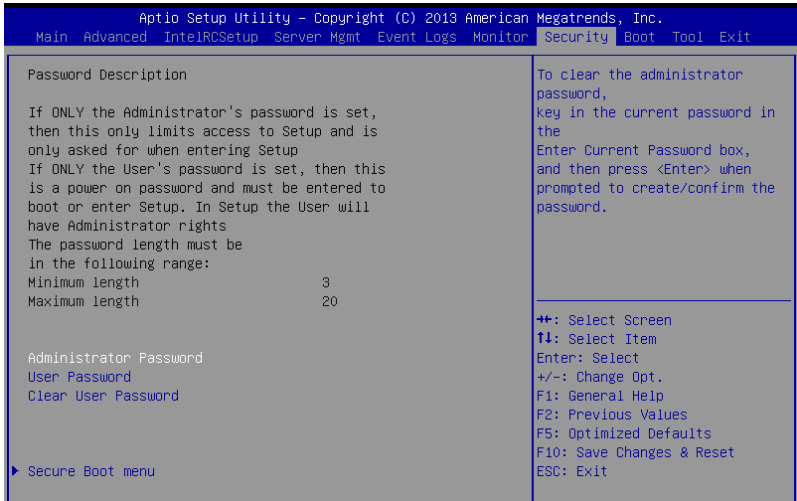 Aptio Setup Utility – Copyright (C) 2013 American Megatrends, Inc.
Main Advanced IntelRCSetup Server Mgmt Event Logs Monitor Security Boot Tool Exit
Password Description
If ONLY the Administrator's password is set,
then this only limits access to Setup and is
only asked for when entering Setup
If ONLY the User's password is set, then this
is a power on password and must be entered to
boot or enter Setup. In Setup the User will
have Administrator rights
The password length must be
in the following range:
Minimum length 3
Maximum length 20
Administrator Password
User Password
Clear User Password
Secure Boot menu
To clear the administrator
password,
key in the current password in
the
Enter Current Password box,
and then press <Enter> when
prompted to create/confirm the
password.
→←: Select Screen
↑↓: Select Item
Enter: Select
+/-: Change Opt.
F1: General Help
F2: Previous Values
F5: Optimized Defaults
F10: Save Changes & Reset
ESC: Exit